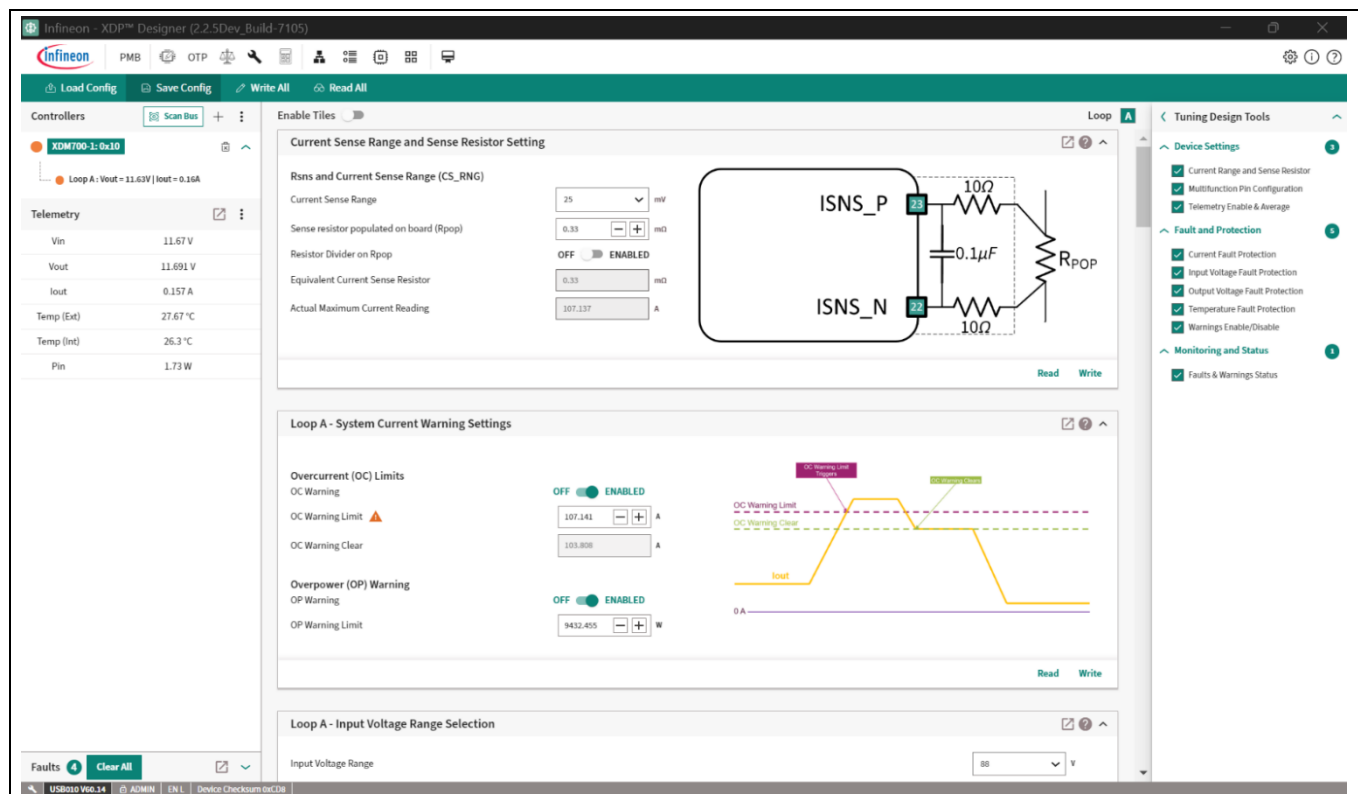 Infineon - XDP™ Designer (2.2.5Dev_Build-7105)
infineon PMB OTP
Load Config Save Config Write All Read All
Controllers Scan Bus
XDM700-1: 0x10
Loop A : Vout = 11.63V | Iout = 0.16A
Telemetry
Vin 11.67 V
Vout 11.691 V
Iout 0.157 A
Temp (Ext) 27.67 °C
Temp (Int) 26.3 °C
Pin 1.73 W
Faults 4 Clear All
Enable Tiles Loop A
Current Sense Range and Sense Resistor Setting
Rsns and Current Sense Range (CS_RNG)
Current Sense Range 25 mV
Sense resistor populated on board (Rpop) 0.33 mΩ
Resistor Divider on Rpop OFF ENABLED
Equivalent Current Sense Resistor 0.33 mΩ
Actual Maximum Current Reading 107.137 A
ISNS_P 23 10Ω
0.1µF RPOP
ISNS_N 22 10Ω
Read Write
Loop A - System Current Warning Settings
Overcurrent (OC) Limits
OC Warning OFF ENABLED
OC Warning Limit 107.141 A
OC Warning Clear 103.808 A
Overpower (OP) Warning
OP Warning OFF ENABLED
OP Warning Limit 9432.455 W
OC Warning Limit
Triggers
OC Warning Clears
OC Warning Limit
OC Warning Clear
Iout
0 A
Read Write
Loop A - Input Voltage Range Selection
Input Voltage Range 88 V
Tuning Design Tools
Device Settings 3
Current Range and Sense Resistor
Multifunction Pin Configuration
Telemetry Enable & Average
Fault and Protection 5
Current Fault Protection
Input Voltage Fault Protection
Output Voltage Fault Protection
Temperature Fault Protection
Warnings Enable/Disable
Monitoring and Status 1
Faults & Warnings Status
USB010 V60.14 ADMIN EN L Device Checksum 0xCD8